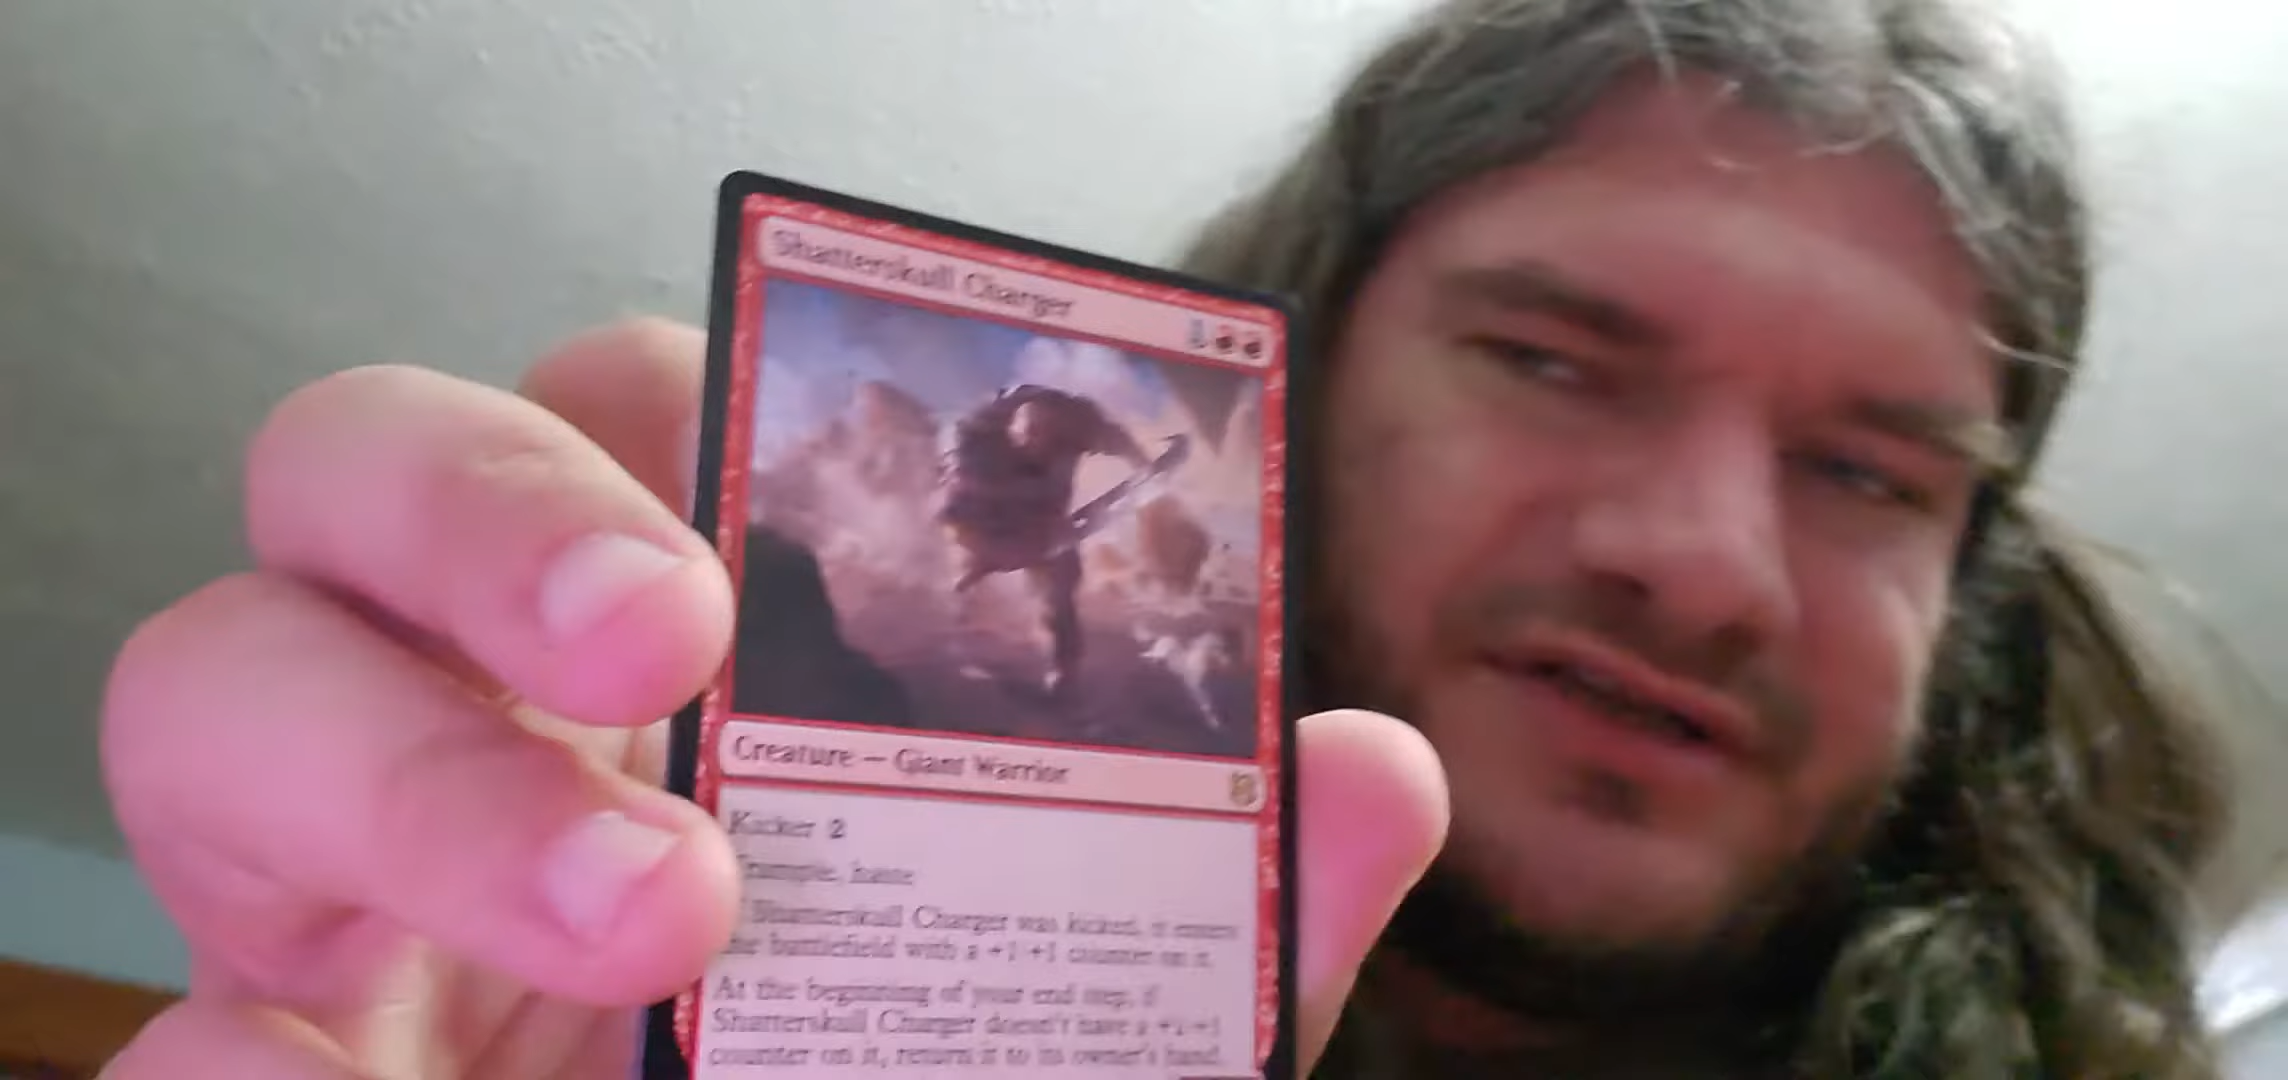 Shatterskull Charger
1
Creature — Giant Warrior
Kicker 2
Trample, haste
Shatterskull Charger was kicked, it enters
the battlefield with a +1/+1 counter on it.
At the beginning of your end step, if
Shatterskull Charger doesn't have a +1/+1
counter on it, return it to its owner's hand.